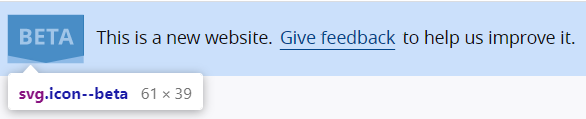 BETA This is a new website. Give feedback to help us improve it.
svg.icon--beta 61 × 39